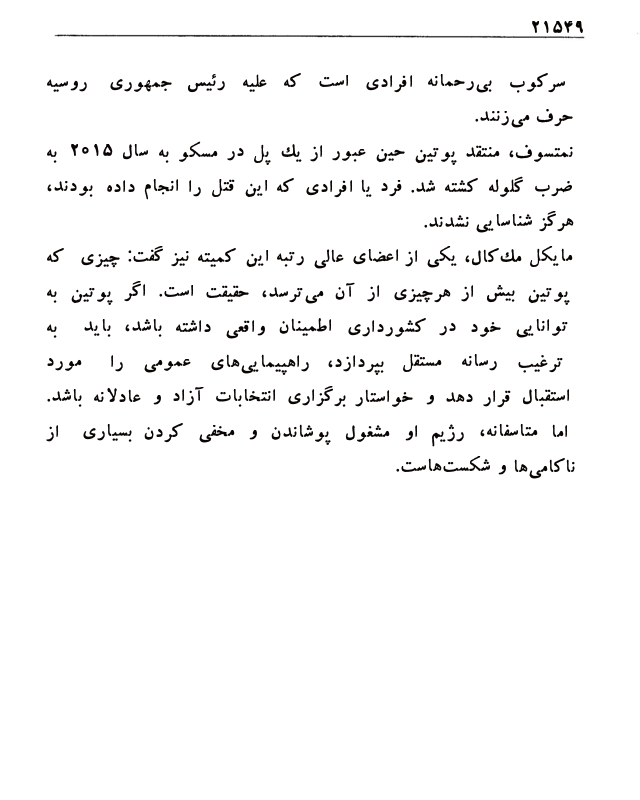 ۲۱۵۴۹
سرکوب بی‌رحمانه افرادی است که علیه رئیس جمهوری روسیه
حرف می‌زنند.
نمتسوف، منتقد پوتین حین عبور از یك پل در مسکو به سال ۲۰۱۵ به
ضرب گلوله کشته شد. فرد یا افرادی که این قتل را انجام داده بودند،
هرگز شناسایی نشدند.
مایکل مك‌کال، یکی از اعضای عالی رتبه این کمیته نیز گفت: چیزی که
پوتین بیش از هرچیزی از آن می‌ترسد، حقیقت است. اگر پوتین به
توانایی خود در کشورداری اطمینان واقعی داشته باشد، باید به
ترغیب رسانه مستقل بپردازد، راهپیمایی‌های عمومی را مورد
استقبال قرار دهد و خواستار برگزاری انتخابات آزاد و عادلانه باشد.
اما متاسفانه، رژیم او مشغول پوشاندن و مخفی کردن بسیاری از
ناکامی‌ها و شکست‌هاست.